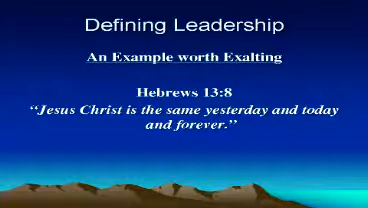 Defining Leadership
An Example worth Exalting
Hebrews 13:8
“Jesus Christ is the same yesterday and today
and forever.”